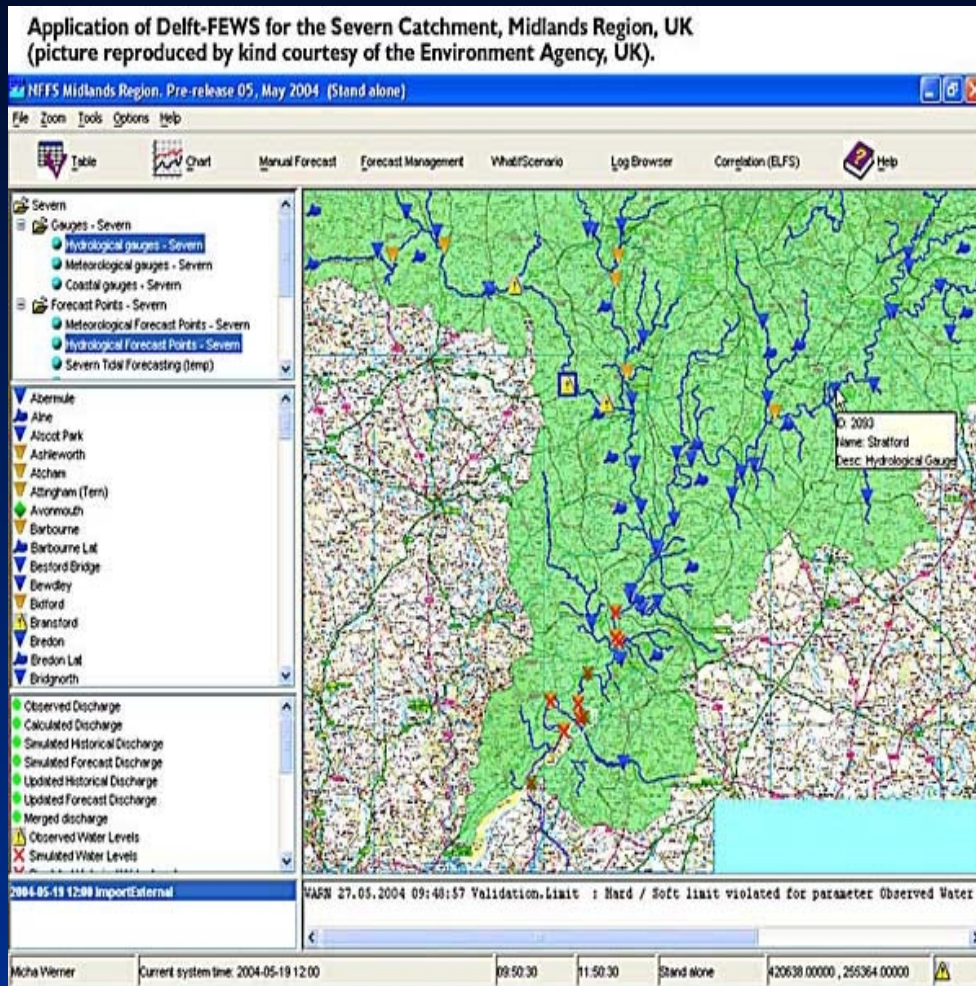 Application of Delft-FEWS for the Severn Catchment, Midlands Region, UK
(picture reproduced by kind courtesy of the Environment Agency, UK).
NFFS Midlands Region. Pre-release 05, May 2004 (Stand alone)
File Zoom Tools Options Help
Table Chart Manual Forecast Forecast Management Whatif Scenario Log Browser Correlation (ELFS) Help
Severn
Gauges - Severn
Hydrological gauges - Severn
Meteorological gauges - Severn
Coastal gauges - Severn
Forecast Points - Severn
Meteorological Forecast Points - Severn
Hydrological Forecast Points - Severn
Severn Tidal Forecasting (temp)
Abermule
Alne
Alscot Park
Ashleworth
Atcham
Attingham (Tern)
Avonmouth
Barbourne
Barbourne Lat
Besford Bridge
Bewdley
Bidford
Bransford
Bredon
Bredon Lat
Bridgnorth
ID: 2093
Name: Stratford
Desc: Hydrological Gauge
Observed Discharge
Calculated Discharge
Simulated Historical Discharge
Simulated Forecast Discharge
Updated Historical Discharge
Updated Forecast Discharge
Merged discharge
Observed Water Levels
Simulated Water Levels
2004-05-19 12:00 ImportExternal
WARN 27.05.2004 09:48:57 Validation.Limit : Hard / Soft limit violated for parameter Observed Water
Micha Werner Current system time: 2004-05-19 12:00 09:50:30 11:50:30 Stand alone 420638.00000 , 255364.00000